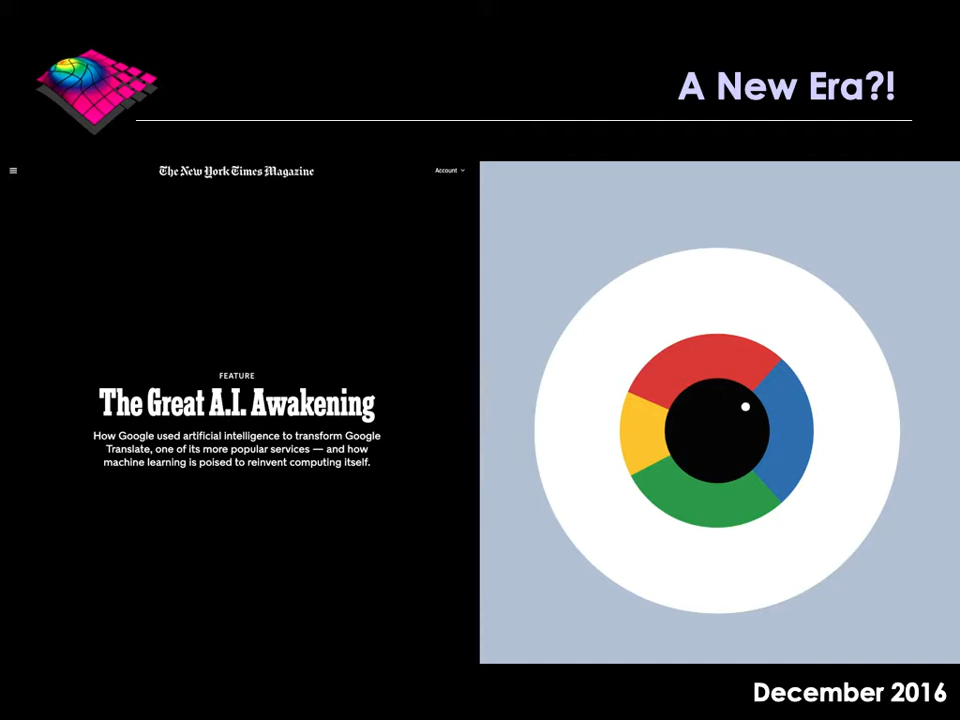 A New Era?!
The New York Times Magazine
Account
FEATURE
The Great A.I. Awakening
How Google used artificial intelligence to transform Google
Translate, one of its more popular services — and how
machine learning is poised to reinvent computing itself.
December 2016